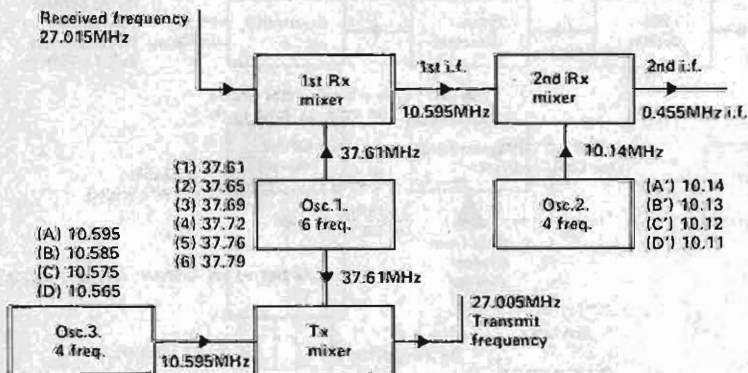 Received frequency
27.015MHz
1st Rx
mixer
1st i.f.
10.595MHz
2nd Rx
mixer
2nd i.f.
0.455MHz i.f.
37.61MHz
10.14MHz
(1) 37.61
(2) 37.65
(3) 37.69
(4) 37.72
(5) 37.76
(6) 37.79
Osc.1.
6 freq.
Osc.2.
4 freq.
(A') 10.14
(B') 10.13
(C') 10.12
(D') 10.11
(A) 10.595
(B) 10.585
(C) 10.575
(D) 10.565
37.61MHz
Osc.3.
4 freq.
10.595MHz
Tx
mixer
27.005MHz
Transmit
frequency